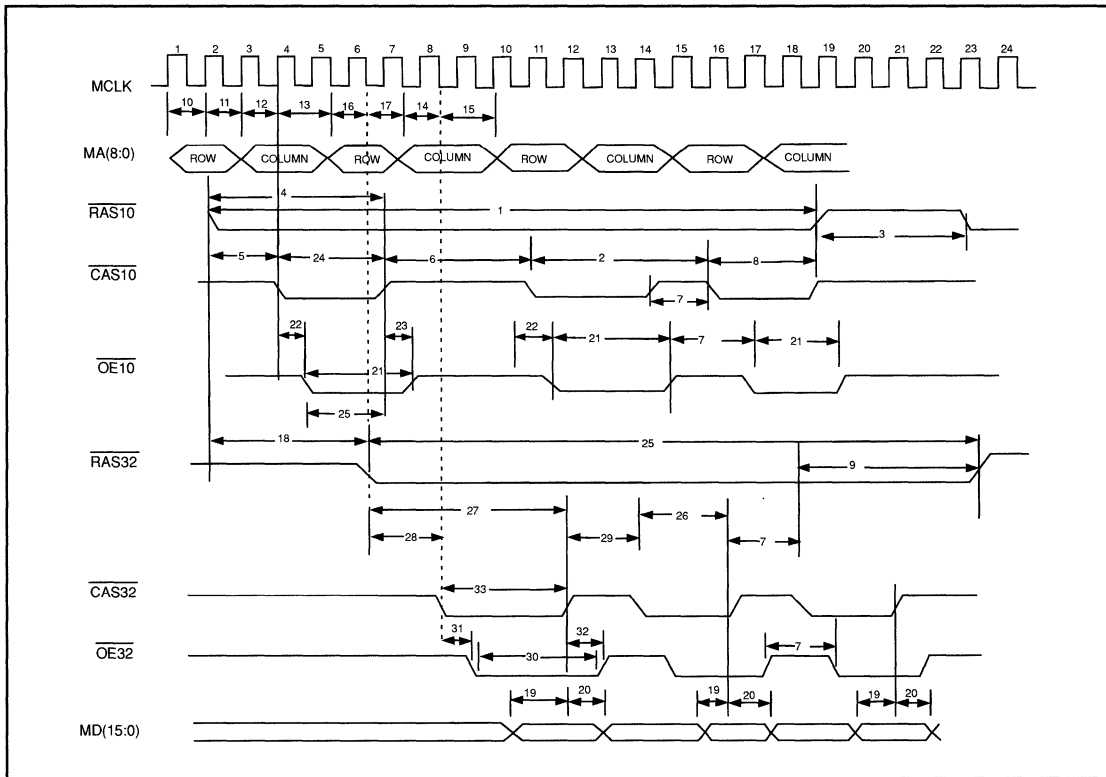 1 2 3 4 5 6 7 8 9 10 11 12 13 14 15 16 17 18 19 20 21 22 23 24
MCLK
10 11 12 13 16 17 14 15
MA(8:0) ROW COLUMN ROW COLUMN ROW COLUMN ROW COLUMN
4
RAS10 1 3
5 24 6 2 8
CAS10 7
22 23 22 21 7 21
OE10 21
25
18 25
RAS32 9
27 26
28 29 7
CAS32 33
31 32
OE32 30 7
19 20 19 20 19 20
MD(15:0)